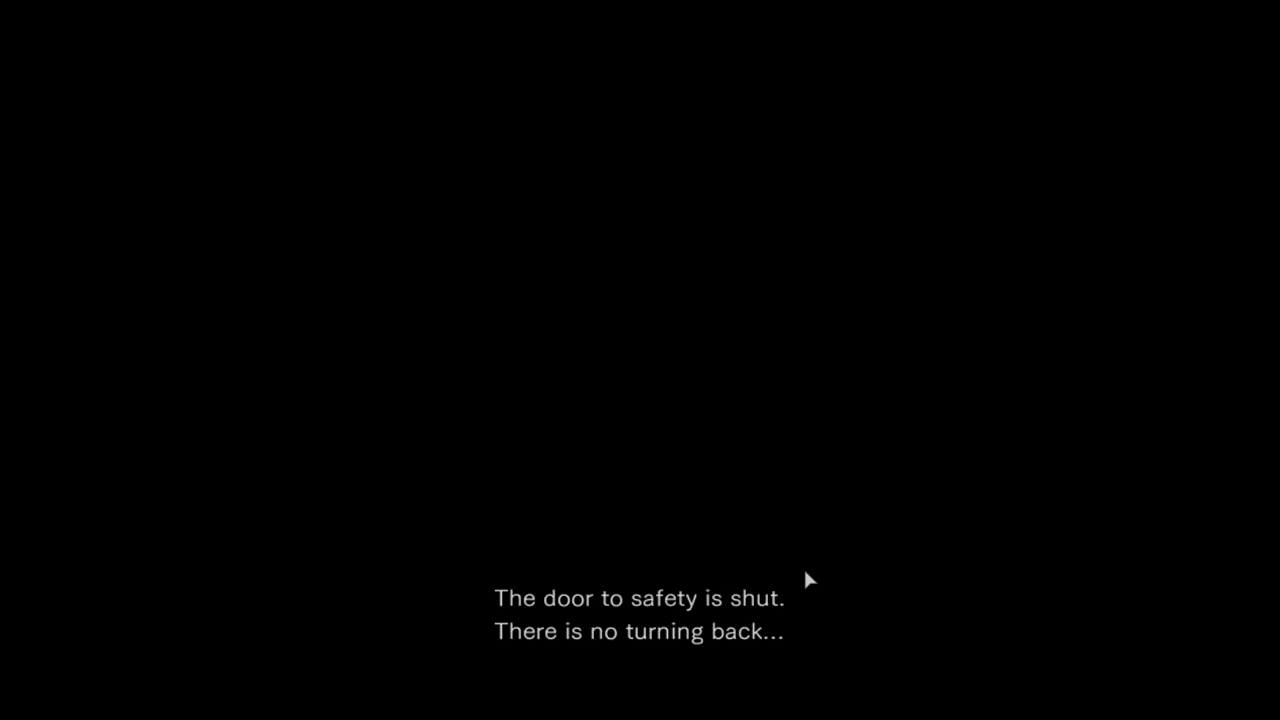 The door to safety is shut.
There is no turning back...